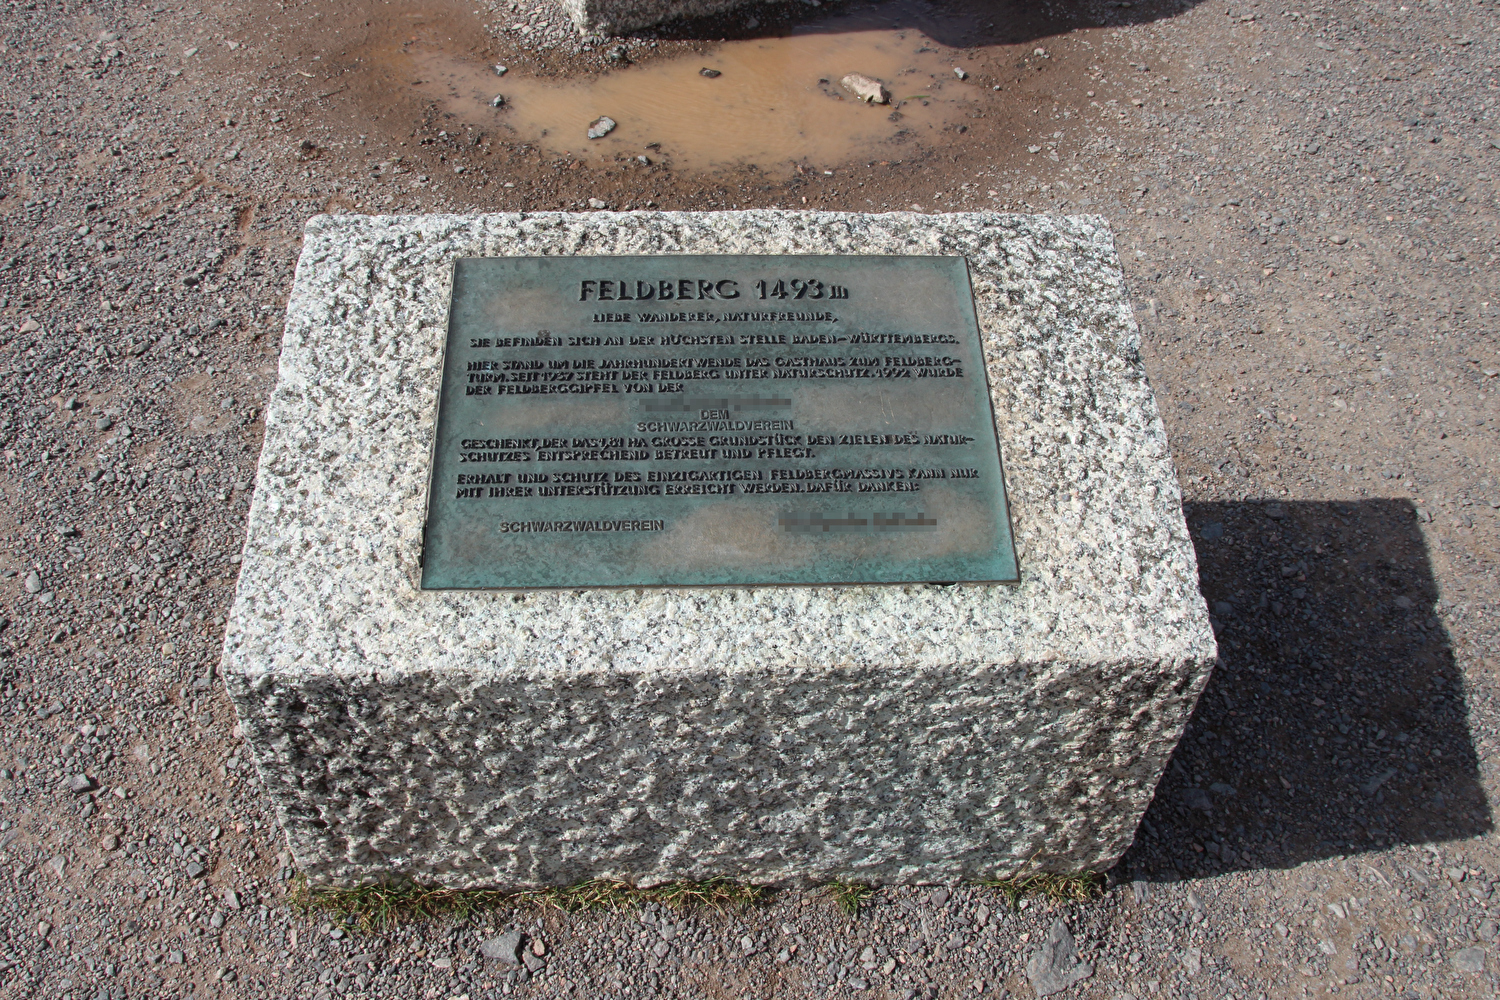 FELDBERG 1493 m
LIEBE WANDERER, NATURFREUNDE,
SIE BEFINDEN SICH AN DER HÖCHSTEN STELLE BADEN-WÜRTTEMBERGS.
HIER STAND UM DIE JAHRHUNDERTWENDE DAS GASTHAUS ZUM FELDBERG-
TURM. SEIT 1937 STEHT DER FELDBERG UNTER NATURSCHUTZ. 1992 WURDE
DER FELDBERGGIPFEL VON DER
DEM
SCHWARZWALDVEREIN
GESCHENKT, DER DAS 4,81 HA GROSSE GRUNDSTÜCK DEN ZIELEN DES NATUR-
SCHUTZES ENTSPRECHEND BETREUT UND PFLEGT.
ERHALT UND SCHUTZ DES EINZIGARTIGEN FELDBERGMASSIVS KANN NUR
MIT IHRER UNTERSTÜTZUNG ERREICHT WERDEN. DAFÜR DANKEN:
SCHWARZWALDVEREIN